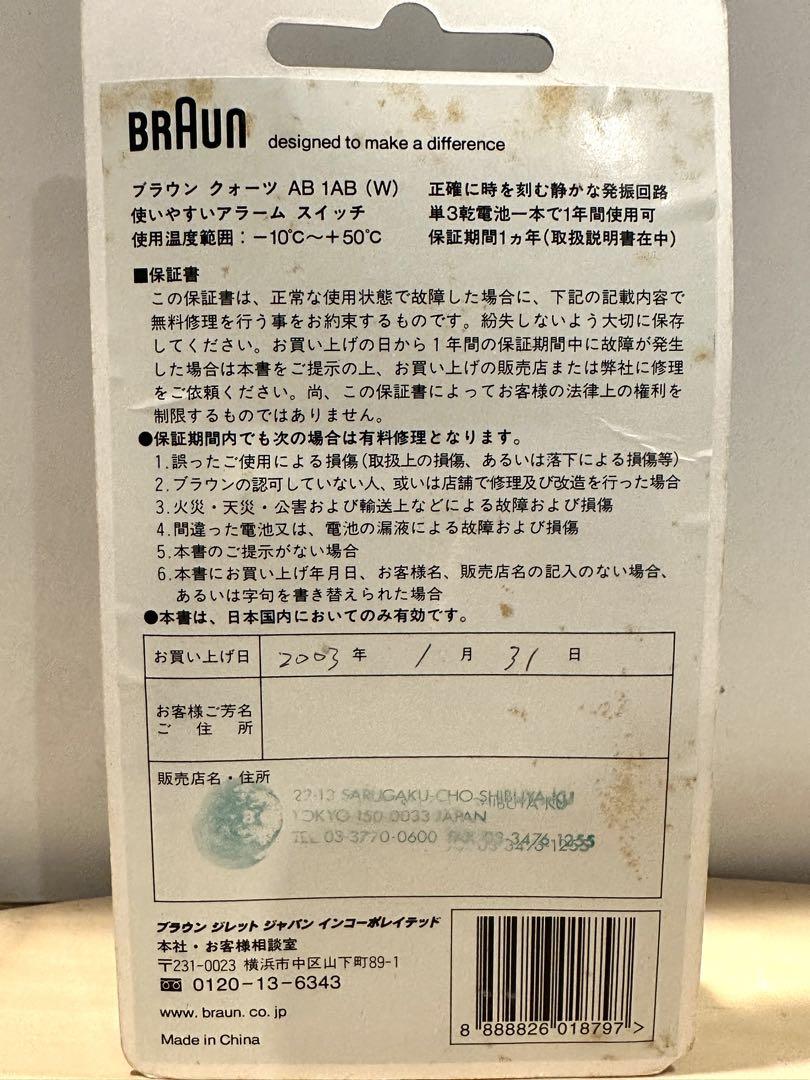 BRAUN designed to make a difference
ブラウン クォーツ AB 1AB (W)
使いやすいアラーム スイッチ
使用温度範囲：−10℃〜＋50℃
正確に時を刻む静かな発振回路
単3乾電池一本で1年間使用可
保証期間1ヵ年(取扱説明書在中)
■保証書
この保証書は、正常な使用状態で故障した場合に、下記の記載内容で
無料修理を行う事をお約束するものです。紛失しないよう大切に保存
してください。お買い上げの日から1年間の保証期間中に故障が発生
した場合は本書をご提示の上、お買い上げの販売店または弊社に修理
をご依頼ください。尚、この保証書によってお客様の法律上の権利を
制限するものではありません。
●保証期間内でも次の場合は有料修理となります。
1.誤ったご使用による損傷(取扱上の損傷、あるいは落下による損傷等)
2.ブラウンの認可していない人、或いは店舗で修理及び改造を行った場合
3.火災・天災・公害および輸送上などによる故障および損傷
4.間違った電池又は、電池の漏液による故障および損傷
5.本書のご提示がない場合
6.本書にお買い上げ年月日、お客様名、販売店名の記入のない場合、
あるいは字句を書き替えられた場合
●本書は、日本国内においてのみ有効です。
お買い上げ日 2003 年 1 月 31 日
お客様ご芳名
ご住所
販売店名・住所
22-13 SARUGAKU-CHO SHIBUYA-KU
TOKYO 150-0033 JAPAN
TEL 03-3770-0600 FAX 03-3476-1255
ブラウン ジレット ジャパン インコーポレイテッド
本社・お客様相談室
〒231-0023 横浜市中区山下町89-1
0120-13-6343
www.braun.co.jp
Made in China
8 888826 018797 >